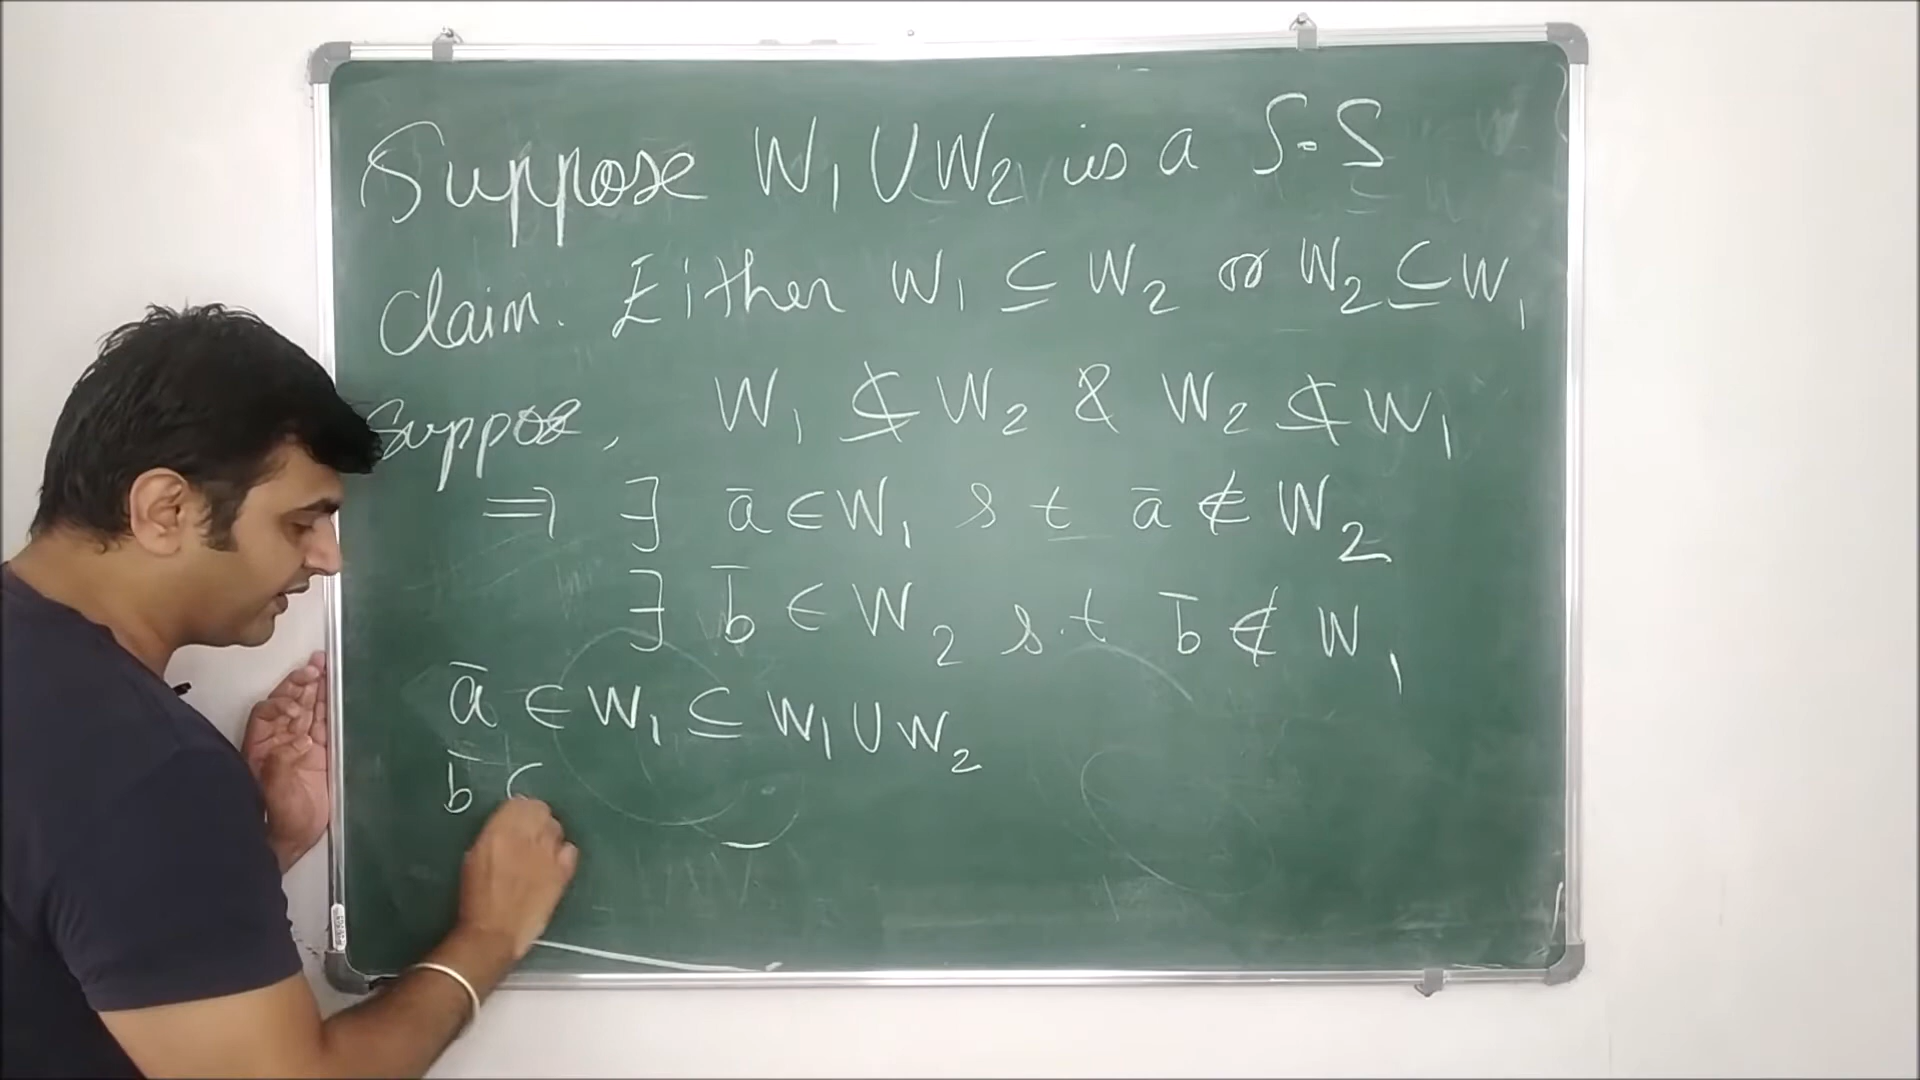 Suppose W₁ ∪ W₂ is a S.S
Claim. Either W₁ ⊆ W₂ or W₂ ⊆ W₁
Suppose, W₁ ⊈ W₂ & W₂ ⊈ W₁
⇒ ∃ a̅ ∈ W₁ s t a̅ ∉ W₂
∃ b̅ ∈ W₂ s.t b̅ ∉ W₁
a̅ ∈ W₁ ⊆ W₁ ∪ W₂
b̅